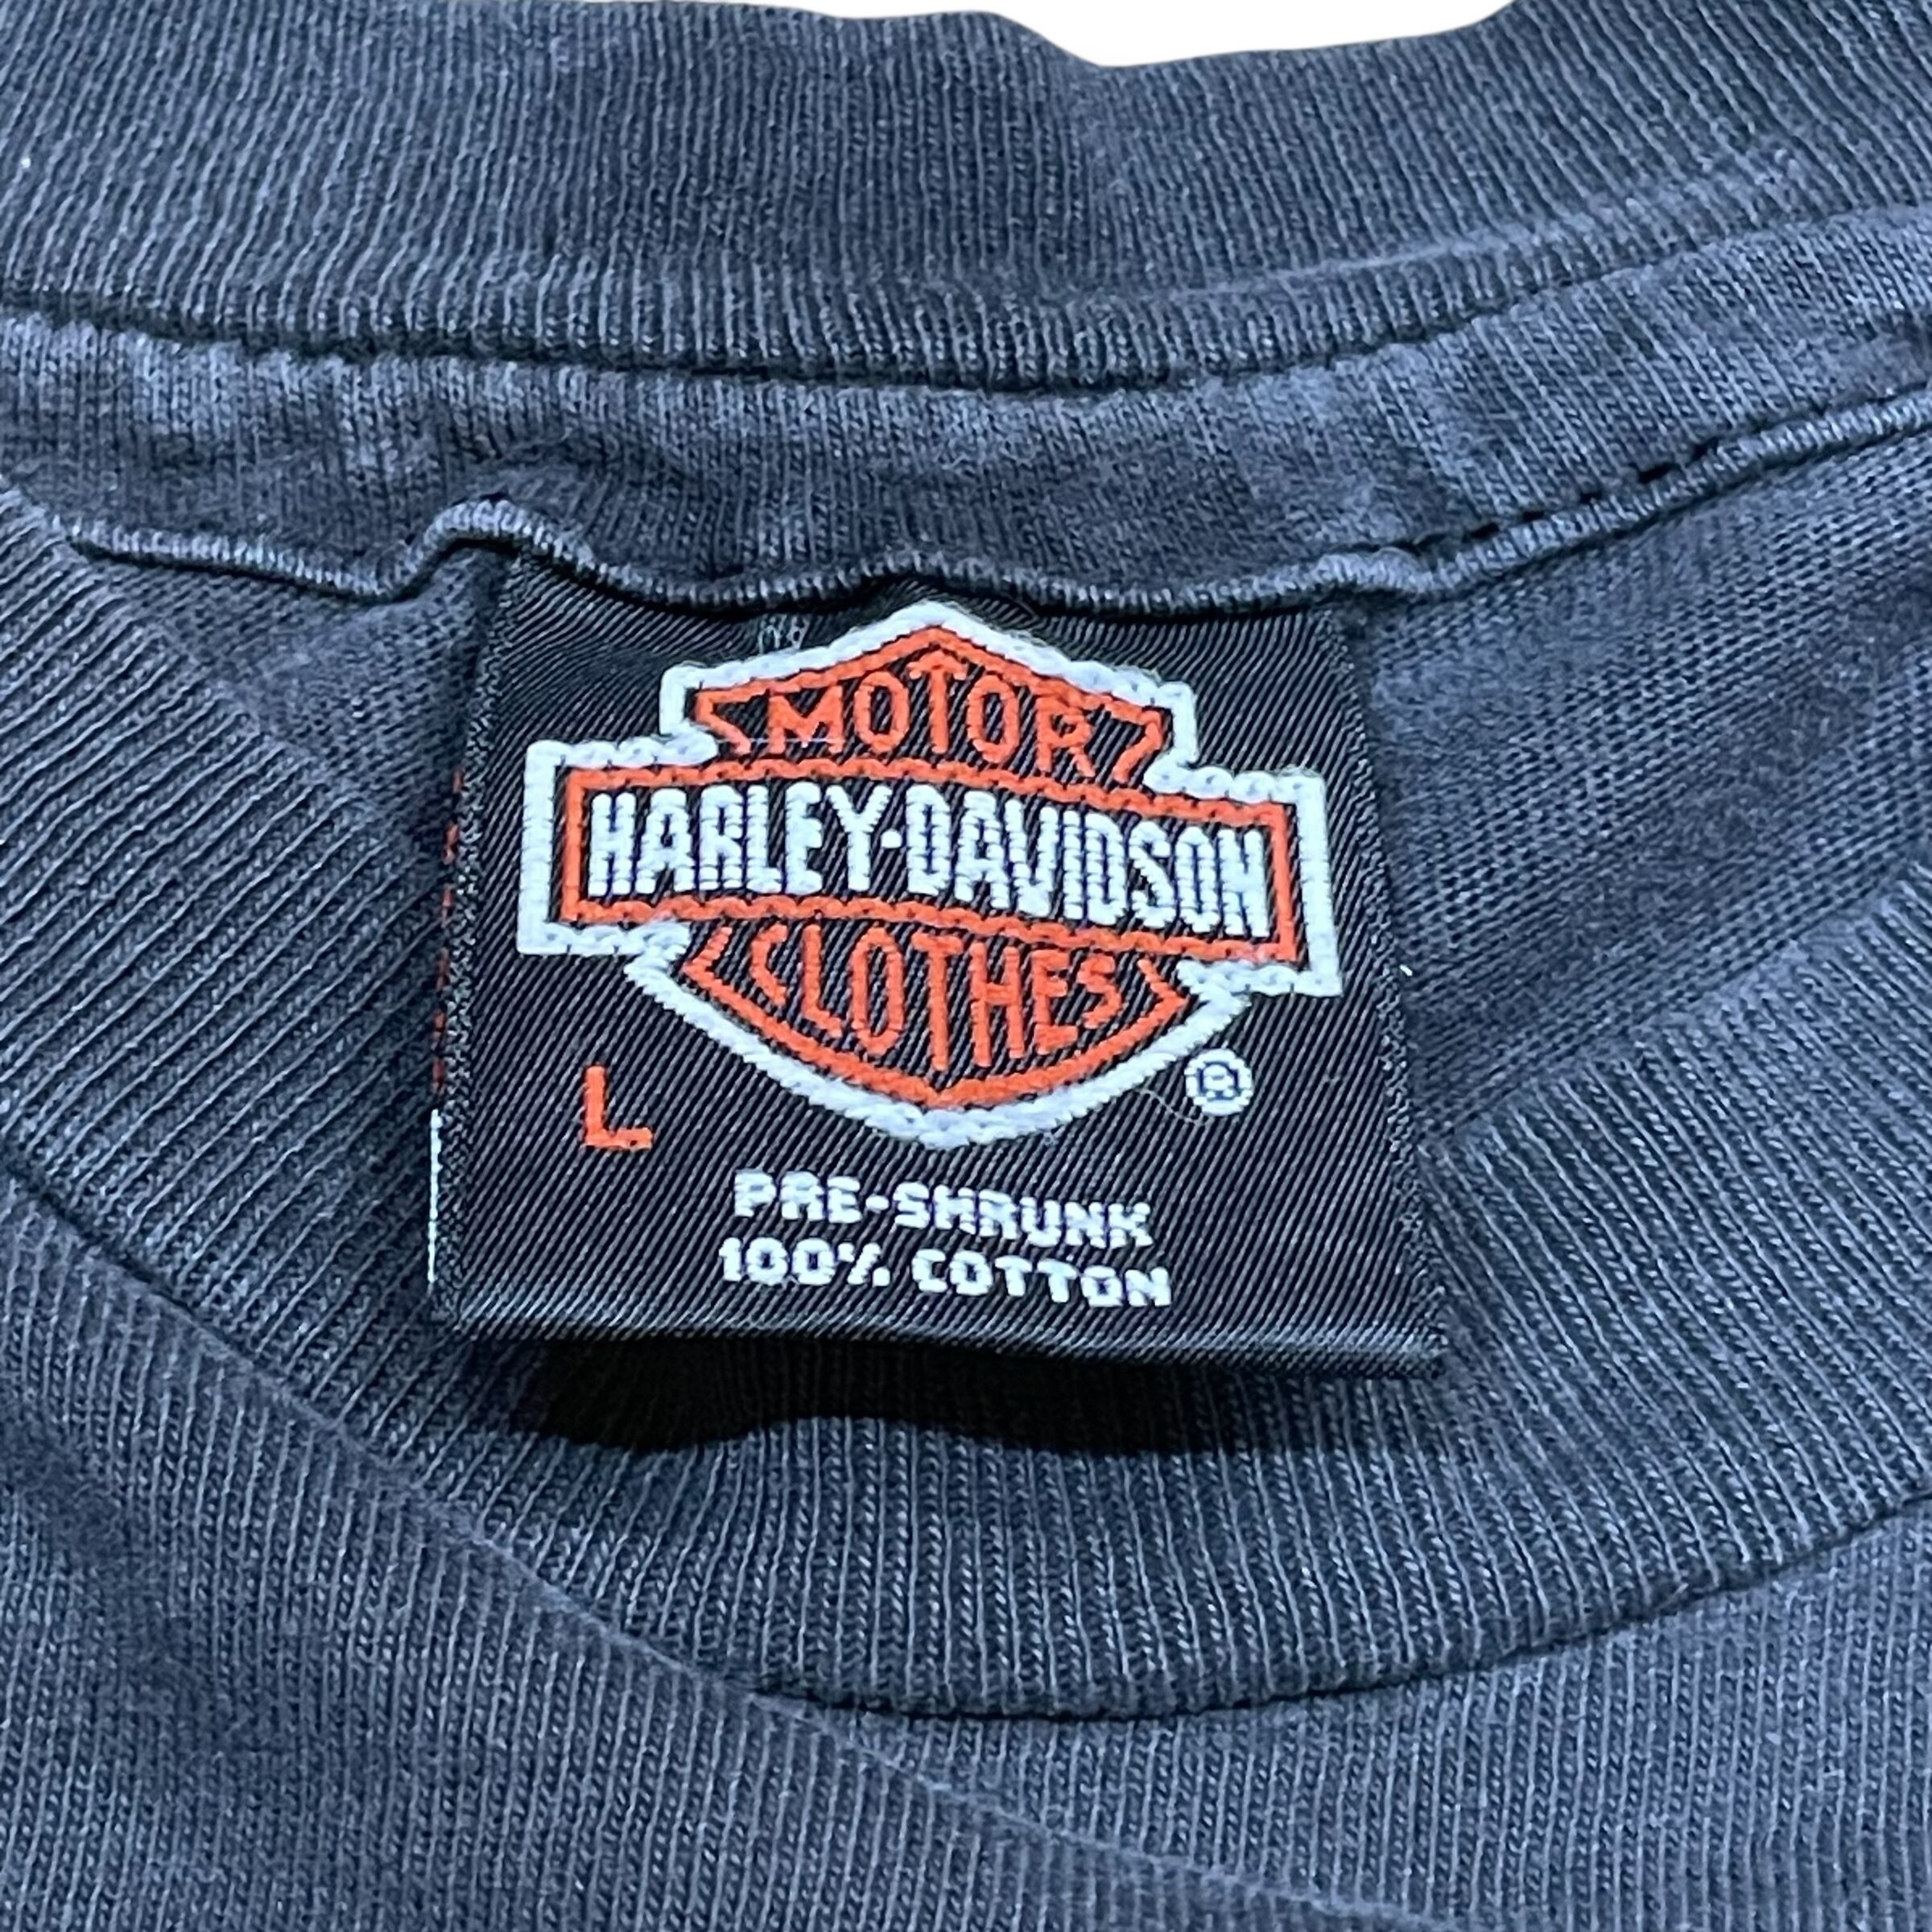 MOTOR
HARLEY-DAVIDSON
CLOTHES
®
L
PRE-SHRUNK
100% COTTON